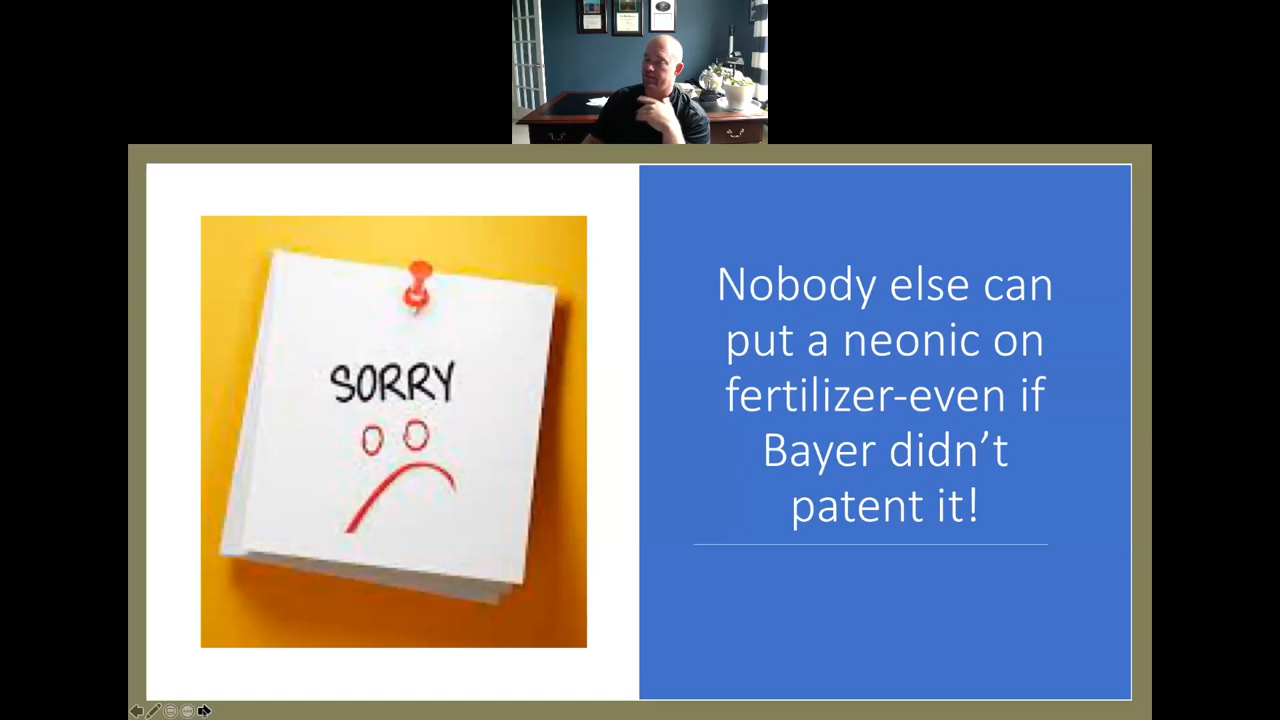 SORRY
Nobody else can
put a neonic on
fertilizer-even if
Bayer didn’t
patent it!